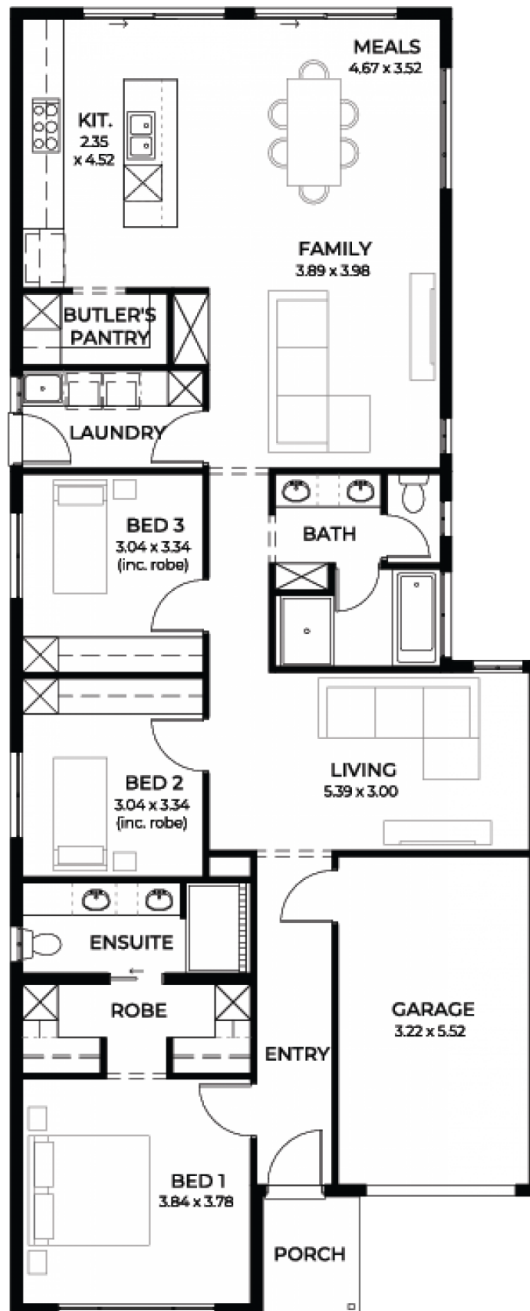 MEALS
4.67 x 3.52
KIT.
2.35
x 4.52
FAMILY
3.89 x 3.98
BUTLER'S
PANTRY
LAUNDRY
BED 3
3.04 x 3.34
(inc. robe)
BATH
BED 2
3.04 x 3.34
(inc. robe)
LIVING
5.39 x 3.00
ENSUITE
ROBE
GARAGE
3.22 x 5.52
ENTRY
BED 1
3.84 x 3.78
PORCH